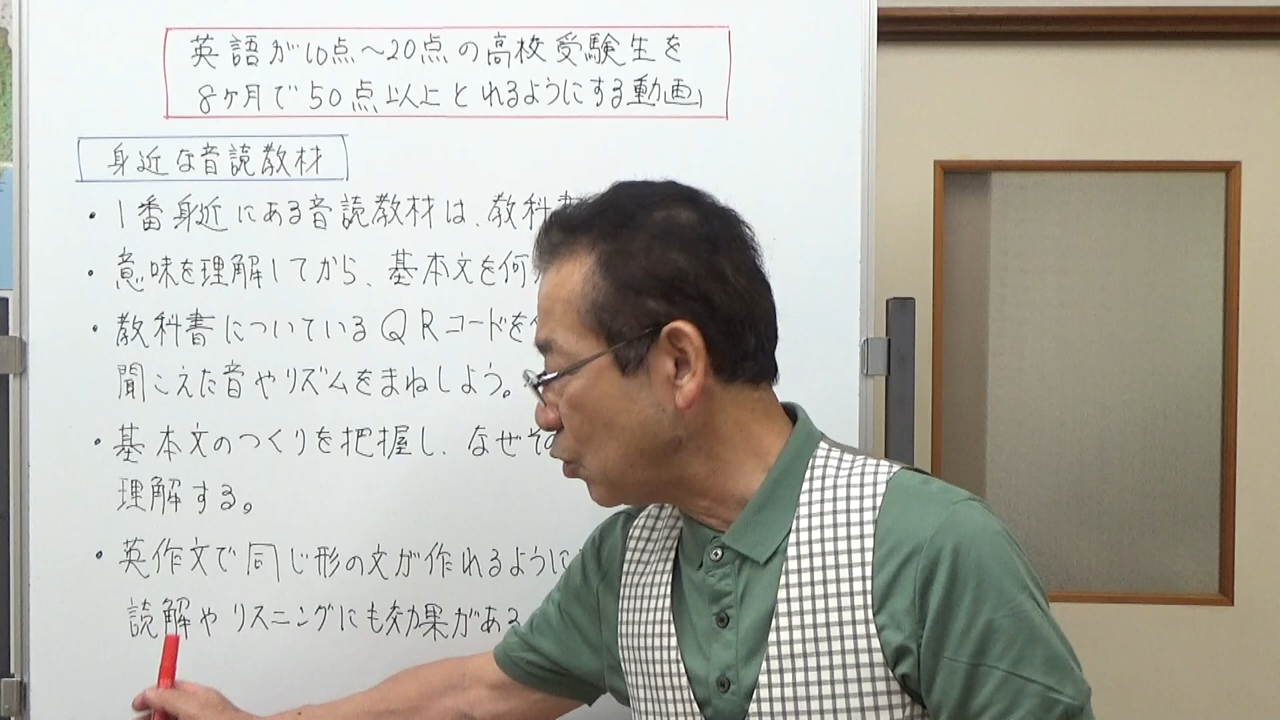 英語が10点〜20点の高校受験生を
8ヶ月で50点以上とれるようにする動画」
身近な音読教材
・1番身近にある音読教材は、教科書
・意味を理解してから、基本文を何
・教科書についているQRコードを
聞こえた音やリズムをまねしよう。
・基本文のつくりを把握し、なぜそ
理解する。
・英作文で同じ形の文が作れるように
読解やリスニングにも効果がある